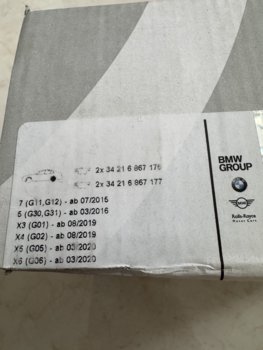 2x 34 21 6 867 175
2x 34 21 6 867 177
7 (G11,G12) - ab 07/2015
5 (G30,G31) - ab 03/2016
X3 (G01) - ab 08/2019
X4 (G02) - ab 08/2019
X5 (G05) - ab 03/2020
X6 (G06) - ab 03/2020
BMW
GROUP
Rolls-Royce
Motor Cars